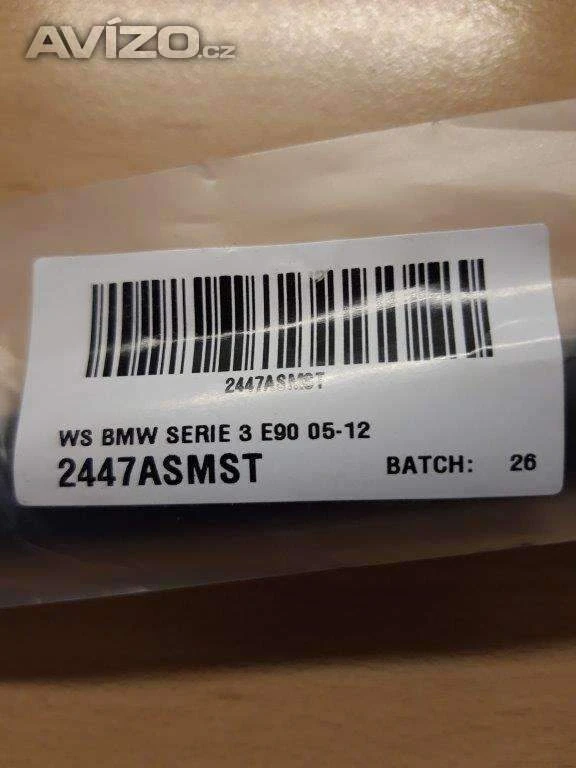 AVÍZO.cz
2447ASMST
WS BMW SERIE 3 E90 05-12
2447ASMST BATCH: 26